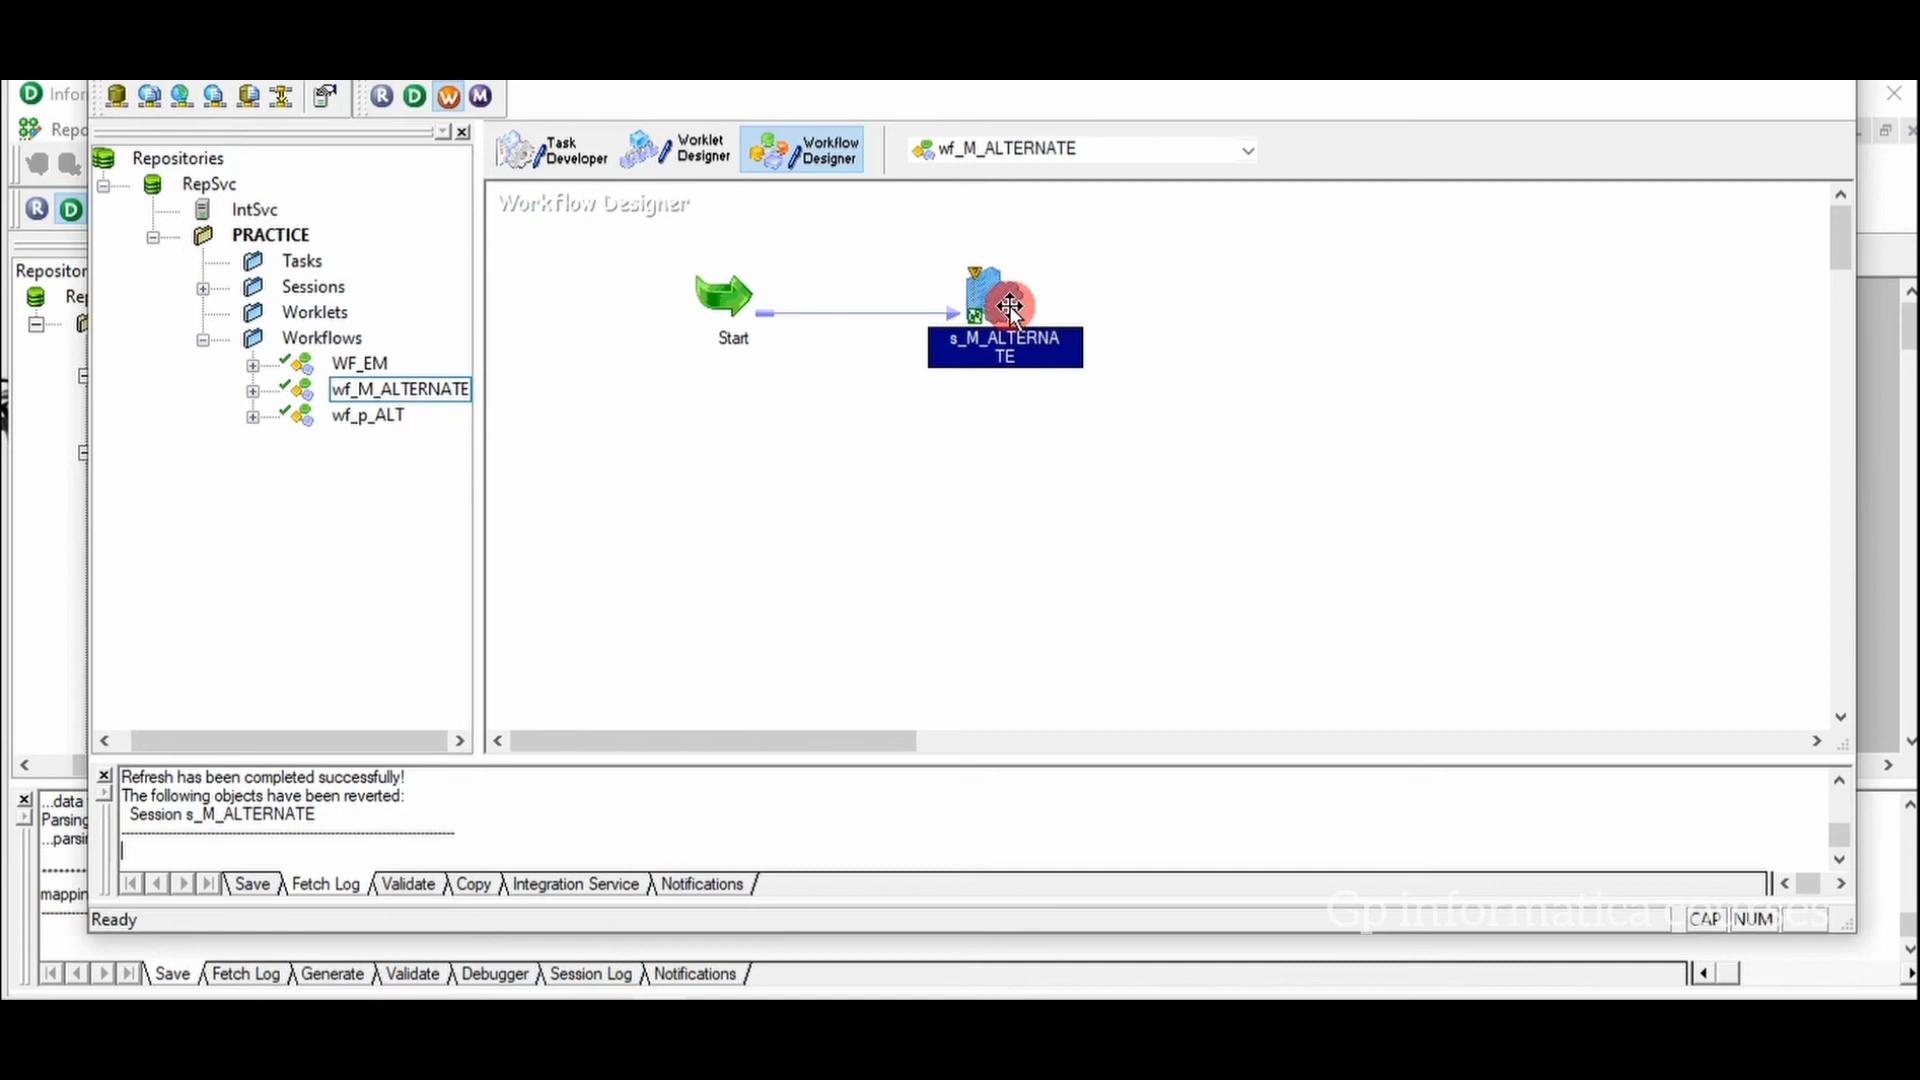 Infor
R D W M
Repo
Task
Developer
Worklet
Designer
Workflow
Designer
wf_M_ALTERNATE
R D
Repositories
RepSvc
IntSvc
PRACTICE
Tasks
Sessions
Worklets
Workflows
WF_EM
wf_M_ALTERNATE
wf_p_ALT
Repositor
Re
Workflow Designer
Start
s_M_ALTERNA
TE
Refresh has been completed successfully!
The following objects have been reverted:
Session s_M_ALTERNATE
----------------------------------------
Save Fetch Log Validate Copy Integration Service Notifications
Ready
CAP NUM
Gp informatica courses
...data
Parsing
...parsi
mappin
Save Fetch Log Generate Validate Debugger Session Log Notifications